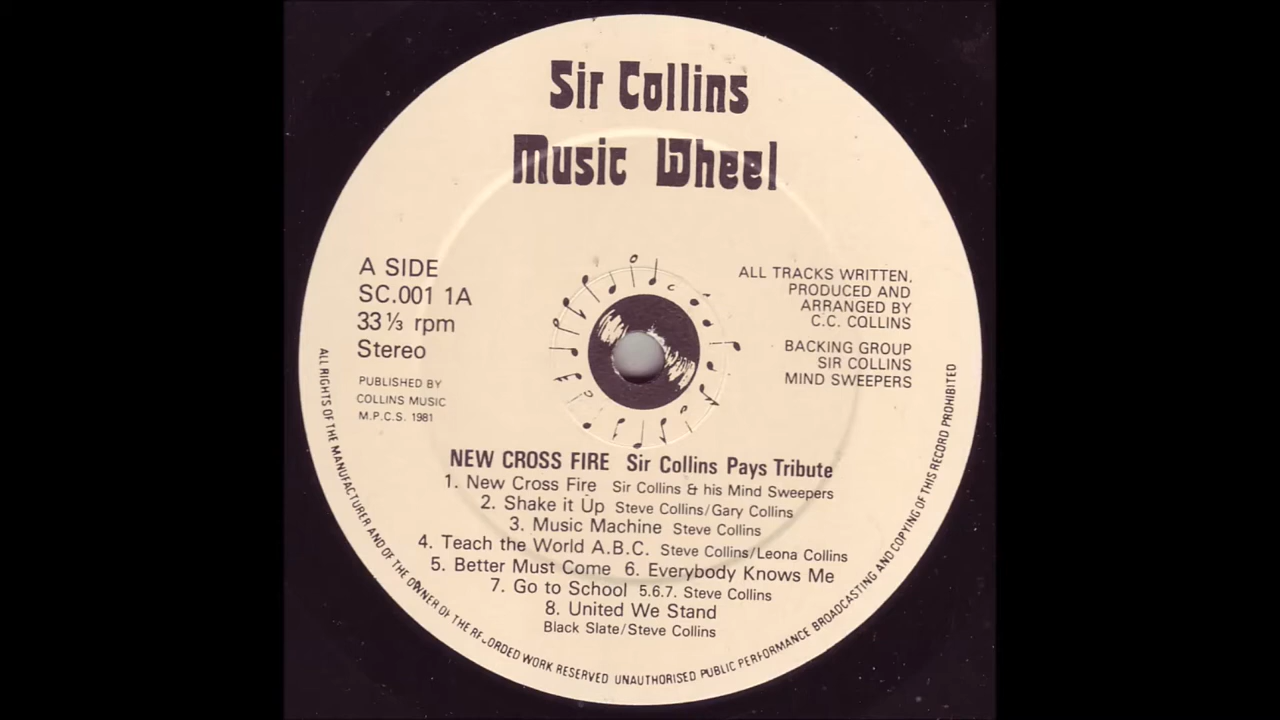 Sir Collins
Music Wheel
A SIDE
SC.001 1A
33⅓ rpm
Stereo
PUBLISHED BY
COLLINS MUSIC
M.P.C.S. 1981
ALL TRACKS WRITTEN,
PRODUCED AND
ARRANGED BY
C.C. COLLINS
BACKING GROUP
SIR COLLINS
MIND SWEEPERS
NEW CROSS FIRE Sir Collins Pays Tribute
1. New Cross Fire Sir Collins & his Mind Sweepers
2. Shake it Up Steve Collins/Gary Collins
3. Music Machine Steve Collins
4. Teach the World A.B.C. Steve Collins/Leona Collins
5. Better Must Come 6. Everybody Knows Me
7. Go to School 5.6.7. Steve Collins
8. United We Stand
Black Slate/Steve Collins
ALL RIGHTS OF THE MANUFACTURER AND OF THE OWNER OF THE RECORDED WORK RESERVED UNAUTHORISED PUBLIC PERFORMANCE BROADCASTING AND COPYING OF THIS RECORD PROHIBITED